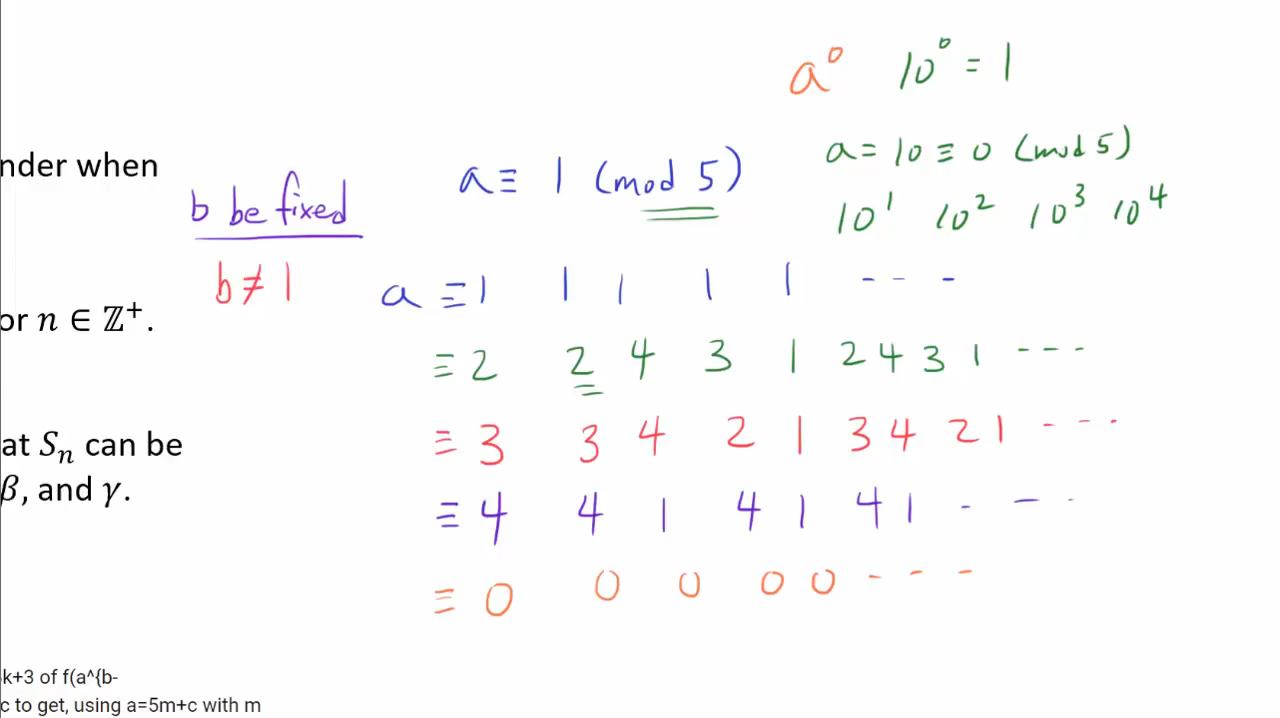 a⁰ 10⁰ = 1
nder when
a ≡ 1 (mod 5)
a = 10 ≡ 0 (mod 5)
b be fixed
10¹ 10² 10³ 10⁴
b ≠ 1
a ≡ 1 1 1 1 1 - - -
or n ∈ ℤ⁺.
≡ 2 2 4 3 1 2 4 3 1 - - -
at Sₙ can be
≡ 3 3 4 2 1 3 4 2 1 - - -
β, and γ.
≡ 4 4 1 4 1 4 1 - - -
≡ 0 0 0 0 0 - - -
k+3 of f(a^{b-
c to get, using a=5m+c with m